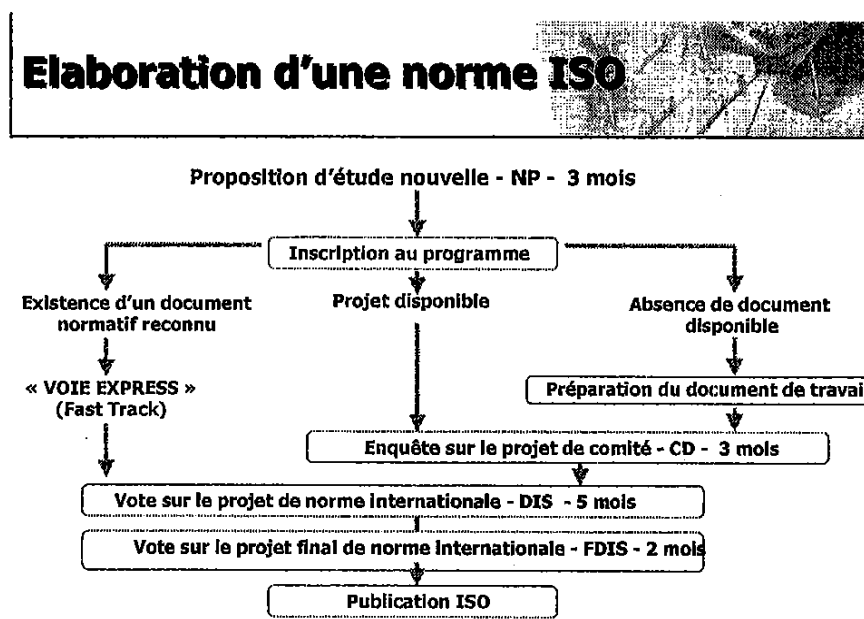 Elaboration d'une norme ISO
Proposition d'étude nouvelle - NP - 3 mois
Inscription au programme
Existence d'un document
normatif reconnu
Projet disponible
Absence de document
disponible
« VOIE EXPRESS »
(Fast Track)
Préparation du document de travai
Enquête sur le projet de comité - CD - 3 mois
Vote sur le projet de norme internationale - DIS - 5 mois
Vote sur le projet final de norme internationale - FDIS - 2 mois
Publication ISO